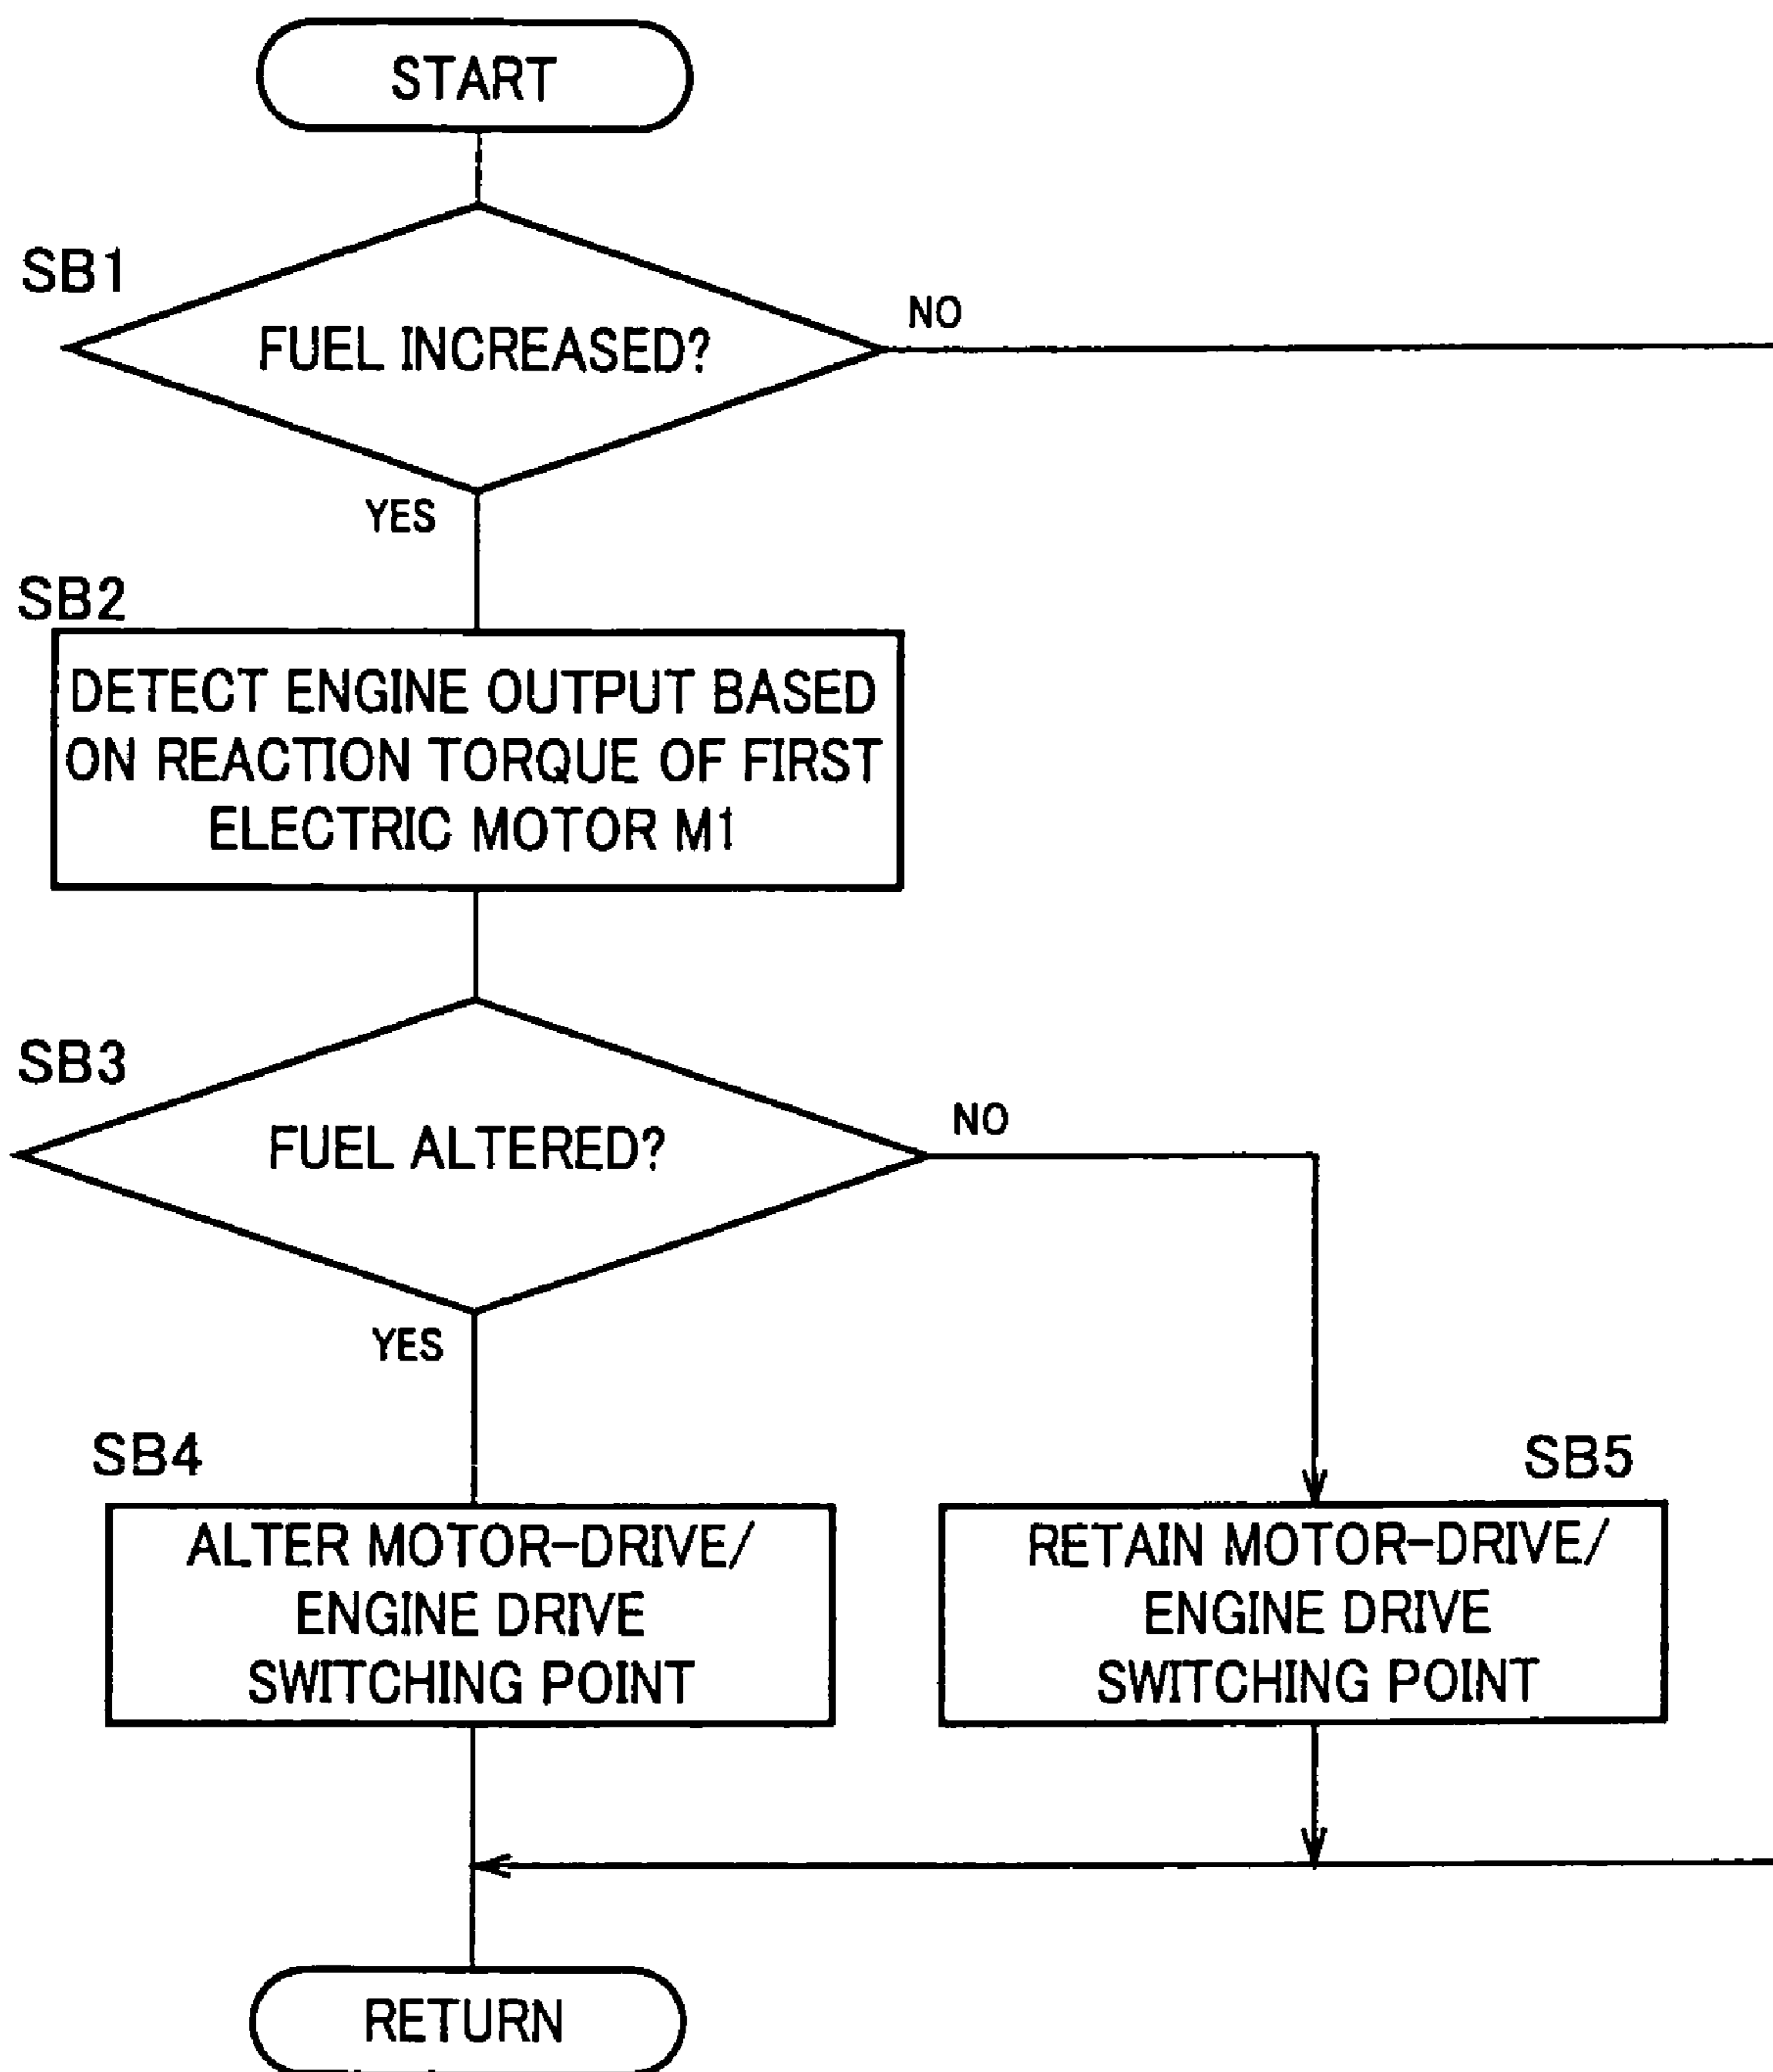 START
SB1
FUEL INCREASED?
NO
YES
SB2
DETECT ENGINE OUTPUT BASED
ON REACTION TORQUE OF FIRST
ELECTRIC MOTOR M1
SB3
FUEL ALTERED?
NO
YES
SB4
ALTER MOTOR-DRIVE/
ENGINE DRIVE
SWITCHING POINT
SB5
RETAIN MOTOR-DRIVE/
ENGINE DRIVE
SWITCHING POINT
RETURN